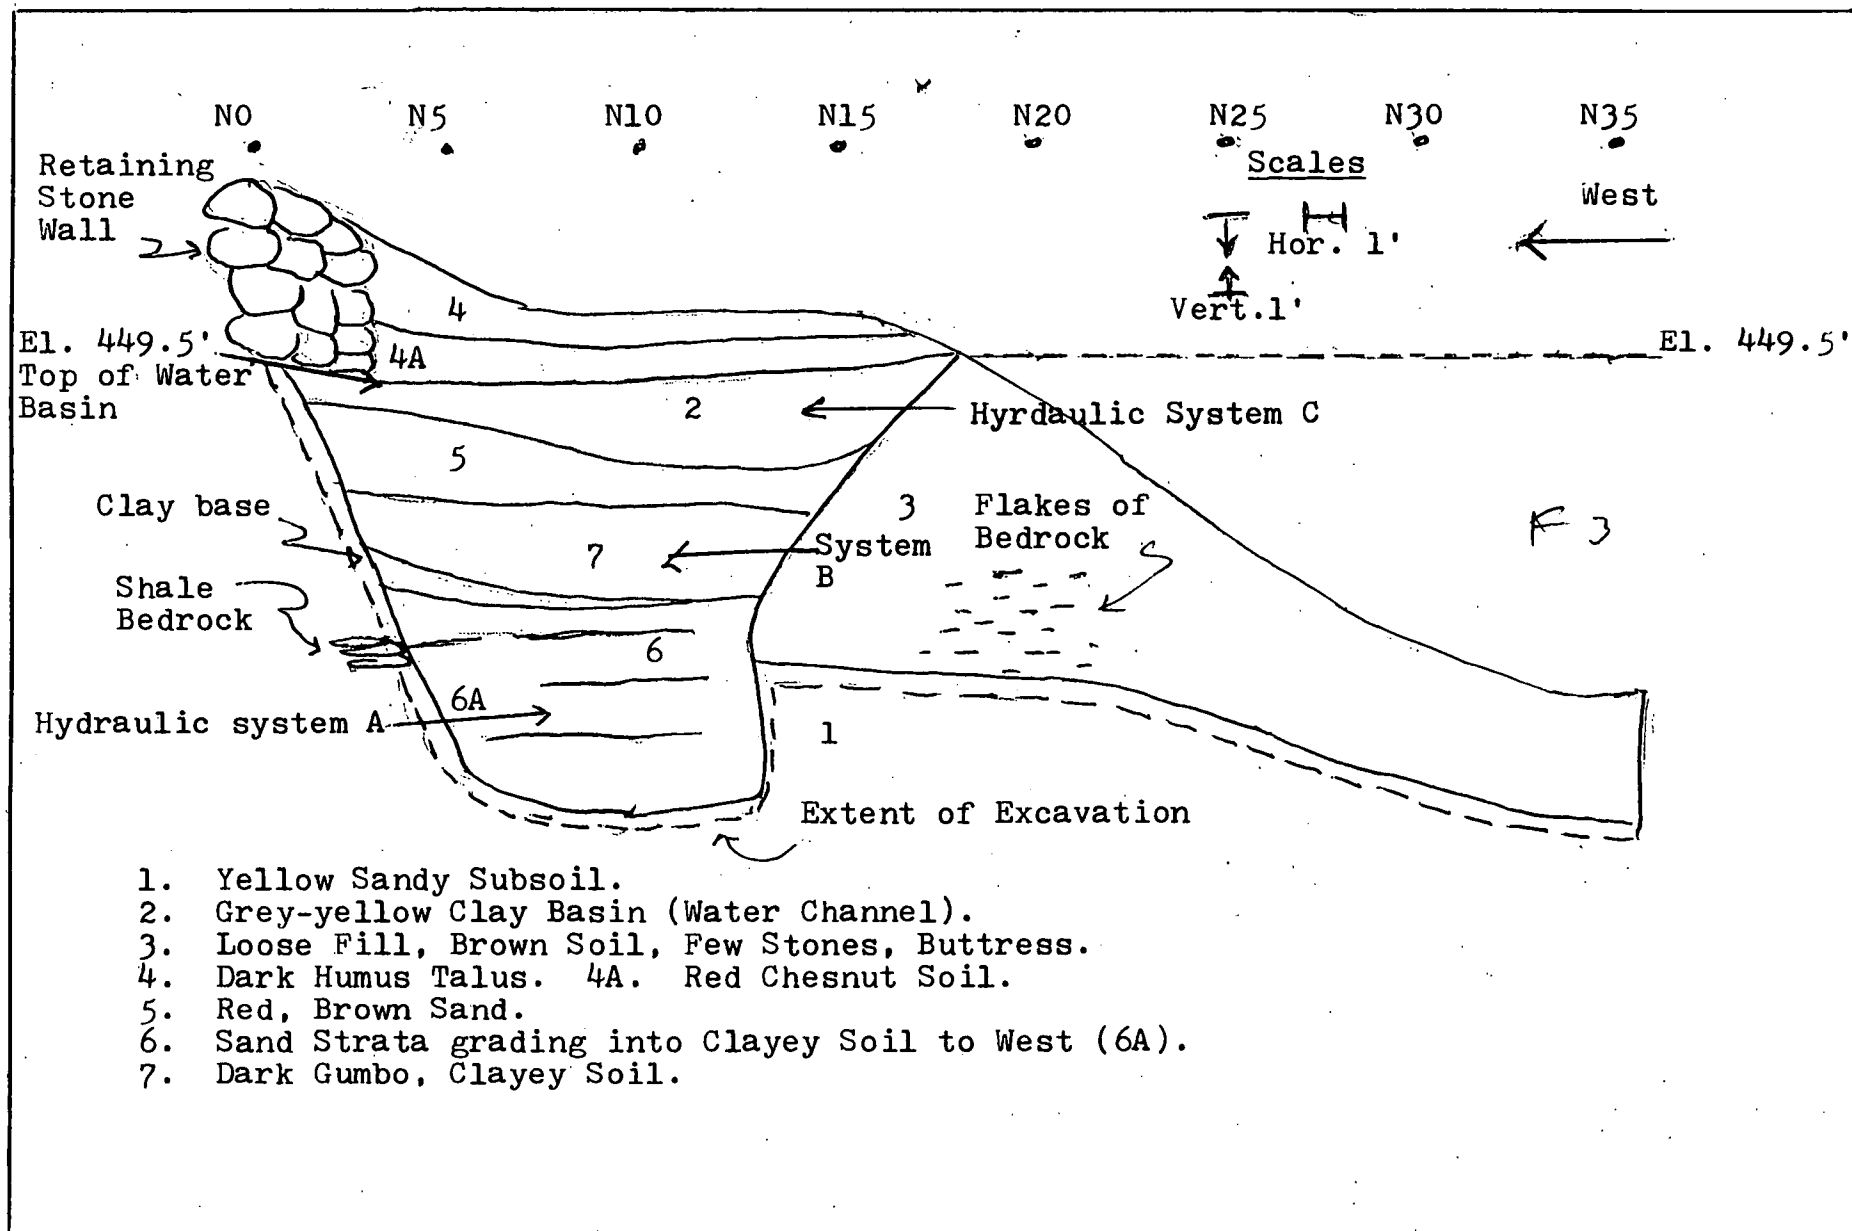 N0 N5 N10 N15 N20 N25 N30 N35
Retaining
Stone
Wall
Scales
West
Hor. 1'
Vert.1'
4
El. 449.5'
4A
El. 449.5'
Top of Water
Basin
2
Hyrdaulic System C
5
Clay base
3
Flakes of
Bedrock
3
7
System
B
Shale
Bedrock
6
6A
Hydraulic system A
1
Extent of Excavation
1. Yellow Sandy Subsoil.
2. Grey-yellow Clay Basin (Water Channel).
3. Loose Fill, Brown Soil, Few Stones, Buttress.
4. Dark Humus Talus. 4A. Red Chesnut Soil.
5. Red, Brown Sand.
6. Sand Strata grading into Clayey Soil to West (6A).
7. Dark Gumbo, Clayey Soil.